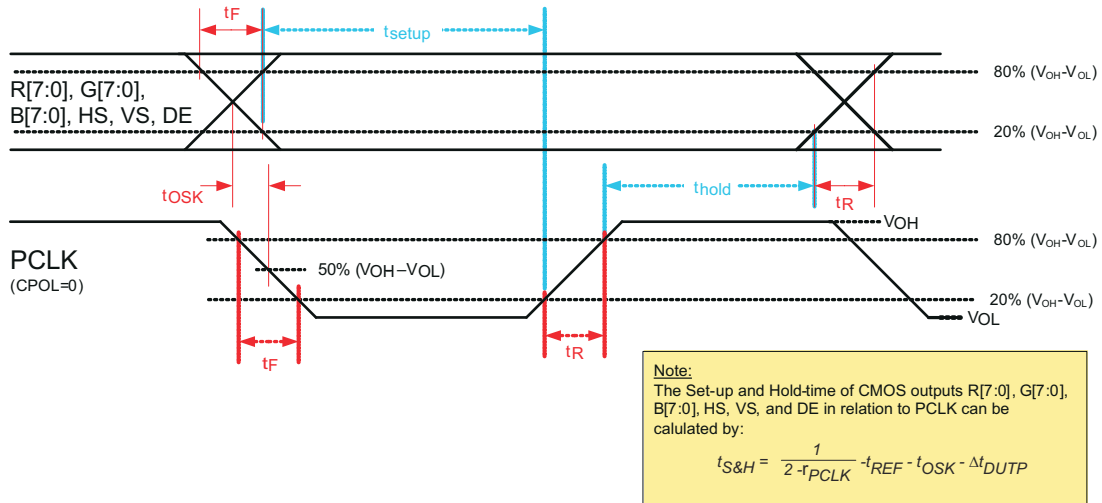 tF
tsetup
R[7:0], G[7:0],
B[7:0], HS, VS, DE
80% (VOH-VOL)
20% (VOH-VOL)
tOSK
thold
tR
VOH
PCLK
(CPOL=0)
80% (VOH-VOL)
50% (VOH–VOL)
20% (VOH-VOL)
VOL
tF
tR
Note:
The Set-up and Hold-time of CMOS outputs R[7:0], G[7:0],
B[7:0], HS, VS, and DE in relation to PCLK can be
calulated by:
tS&H = 1 / 2 -rPCLK -tREF - tOSK - ΔtDUTP